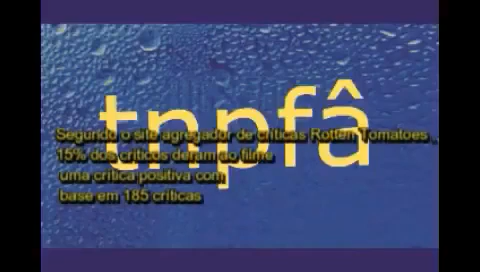 tnpfâ
Segundo o site agregador de críticas Rotten Tomatoes ,
15% dos críticos deram ao filme
uma critica positiva com
base em 185 críticas